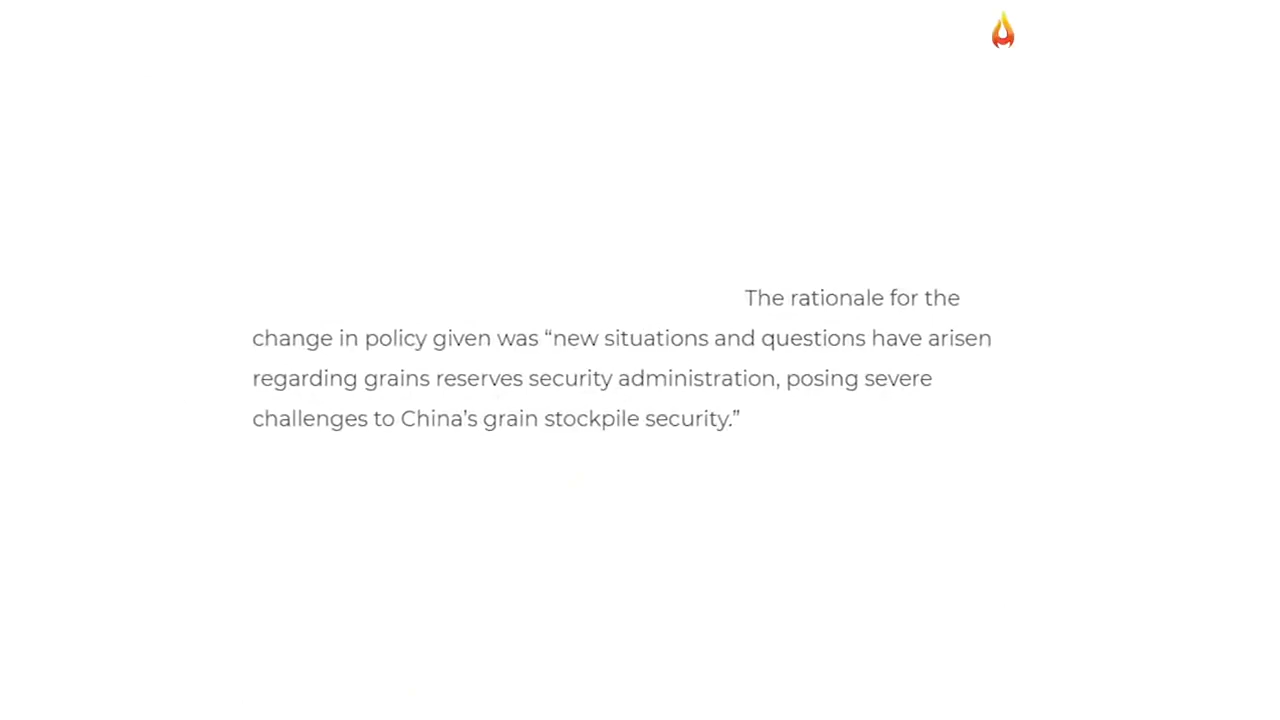 The rationale for the
change in policy given was “new situations and questions have arisen
regarding grains reserves security administration, posing severe
challenges to China’s grain stockpile security.”